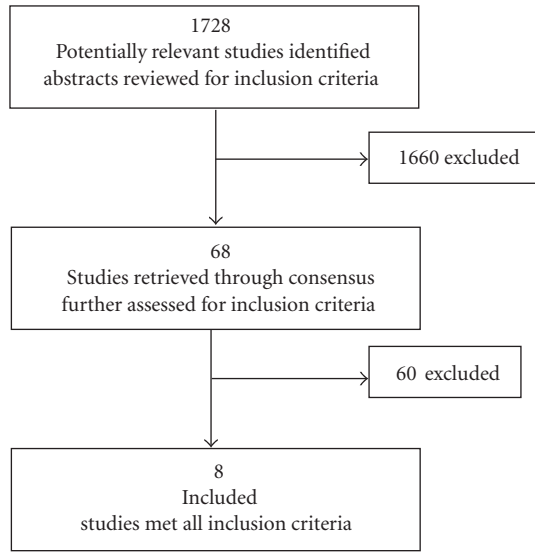 1728
Potentially relevant studies identified
abstracts reviewed for inclusion criteria
1660 excluded
68
Studies retrieved through consensus
further assessed for inclusion criteria
60 excluded
8
Included
studies met all inclusion criteria